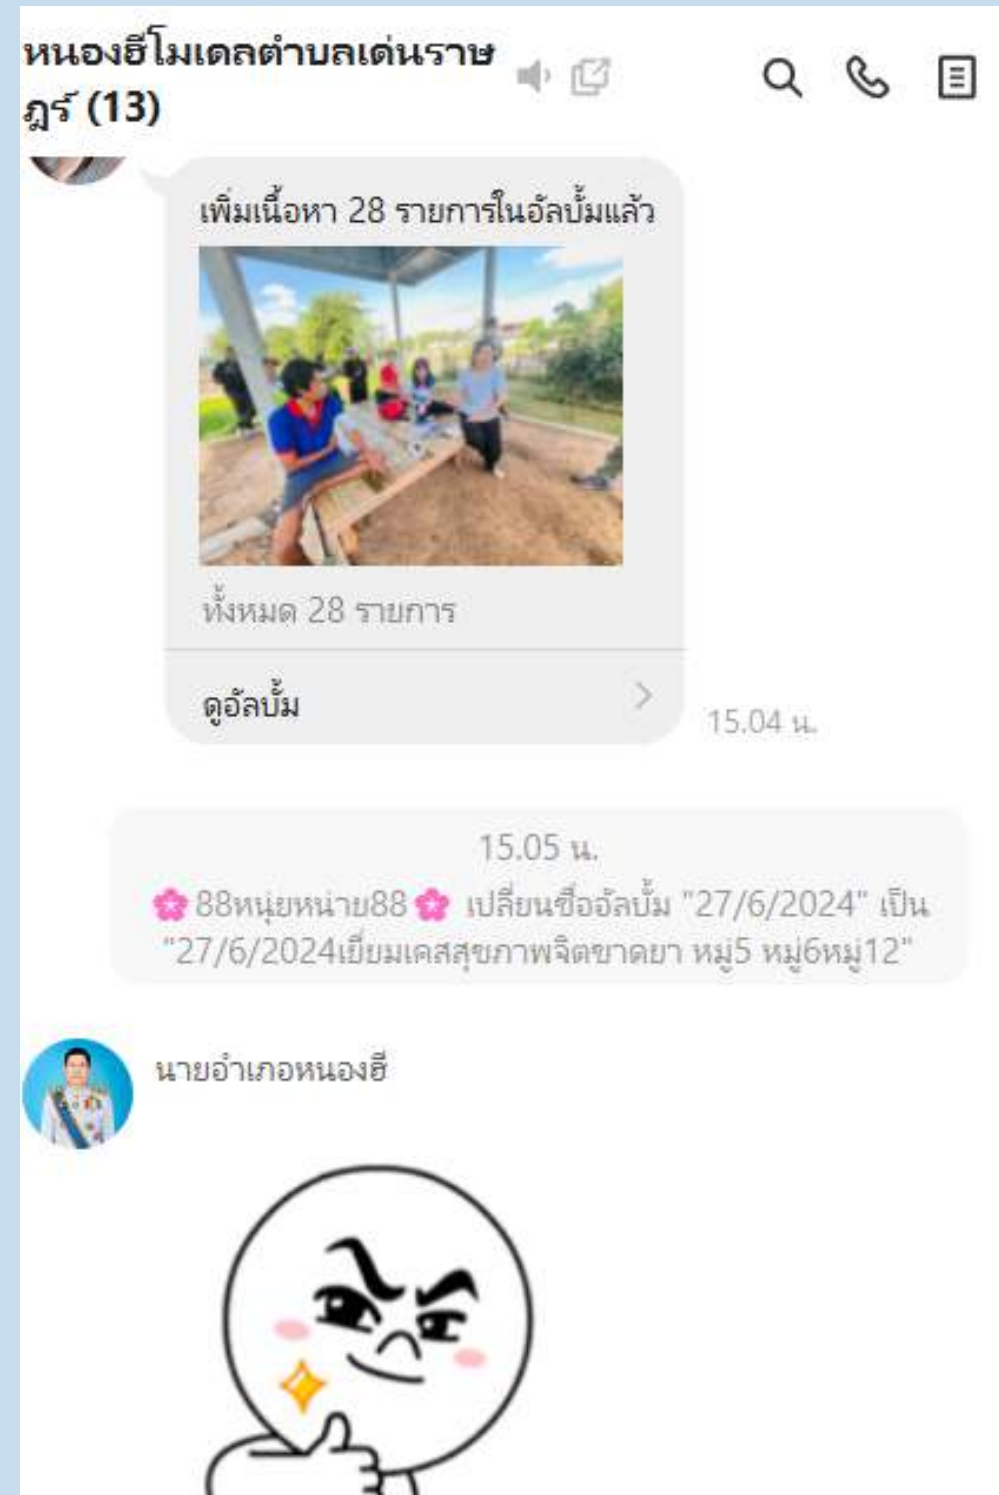 หนองฮีโมเดลตำบลเด่นราษ
ฎร์ (13)
เพิ่มเนื้อหา 28 รายการในอัลบั้มแล้ว
ทั้งหมด 28 รายการ
ดูอัลบั้ม
15.04 น.
15.05 น.
🌸88หนุ่ยหน่าย88🌸 เปลี่ยนชื่ออัลบั้ม "27/6/2024" เป็น
"27/6/2024เยี่ยมเคสสุขภาพจิตขาดยา หมู่5 หมู่6หมู่12"
นายอำเภอหนองฮี